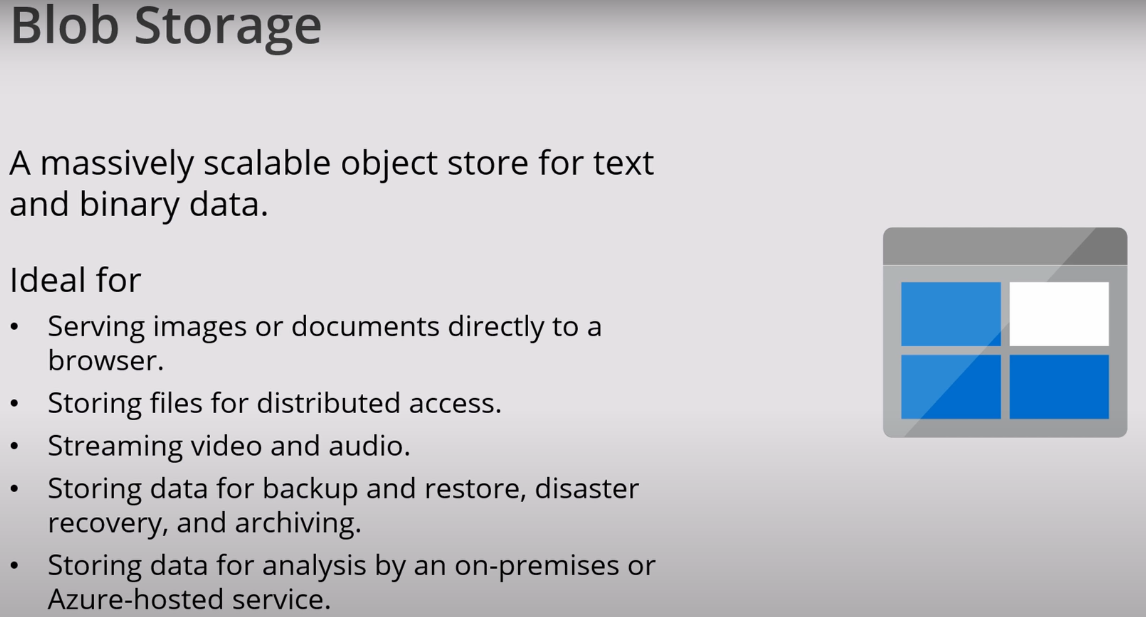 Blob Storage
A massively scalable object store for text
and binary data.
Ideal for
• Serving images or documents directly to a
browser.
• Storing files for distributed access.
• Streaming video and audio.
• Storing data for backup and restore, disaster
recovery, and archiving.
• Storing data for analysis by an on-premises or
Azure-hosted service.